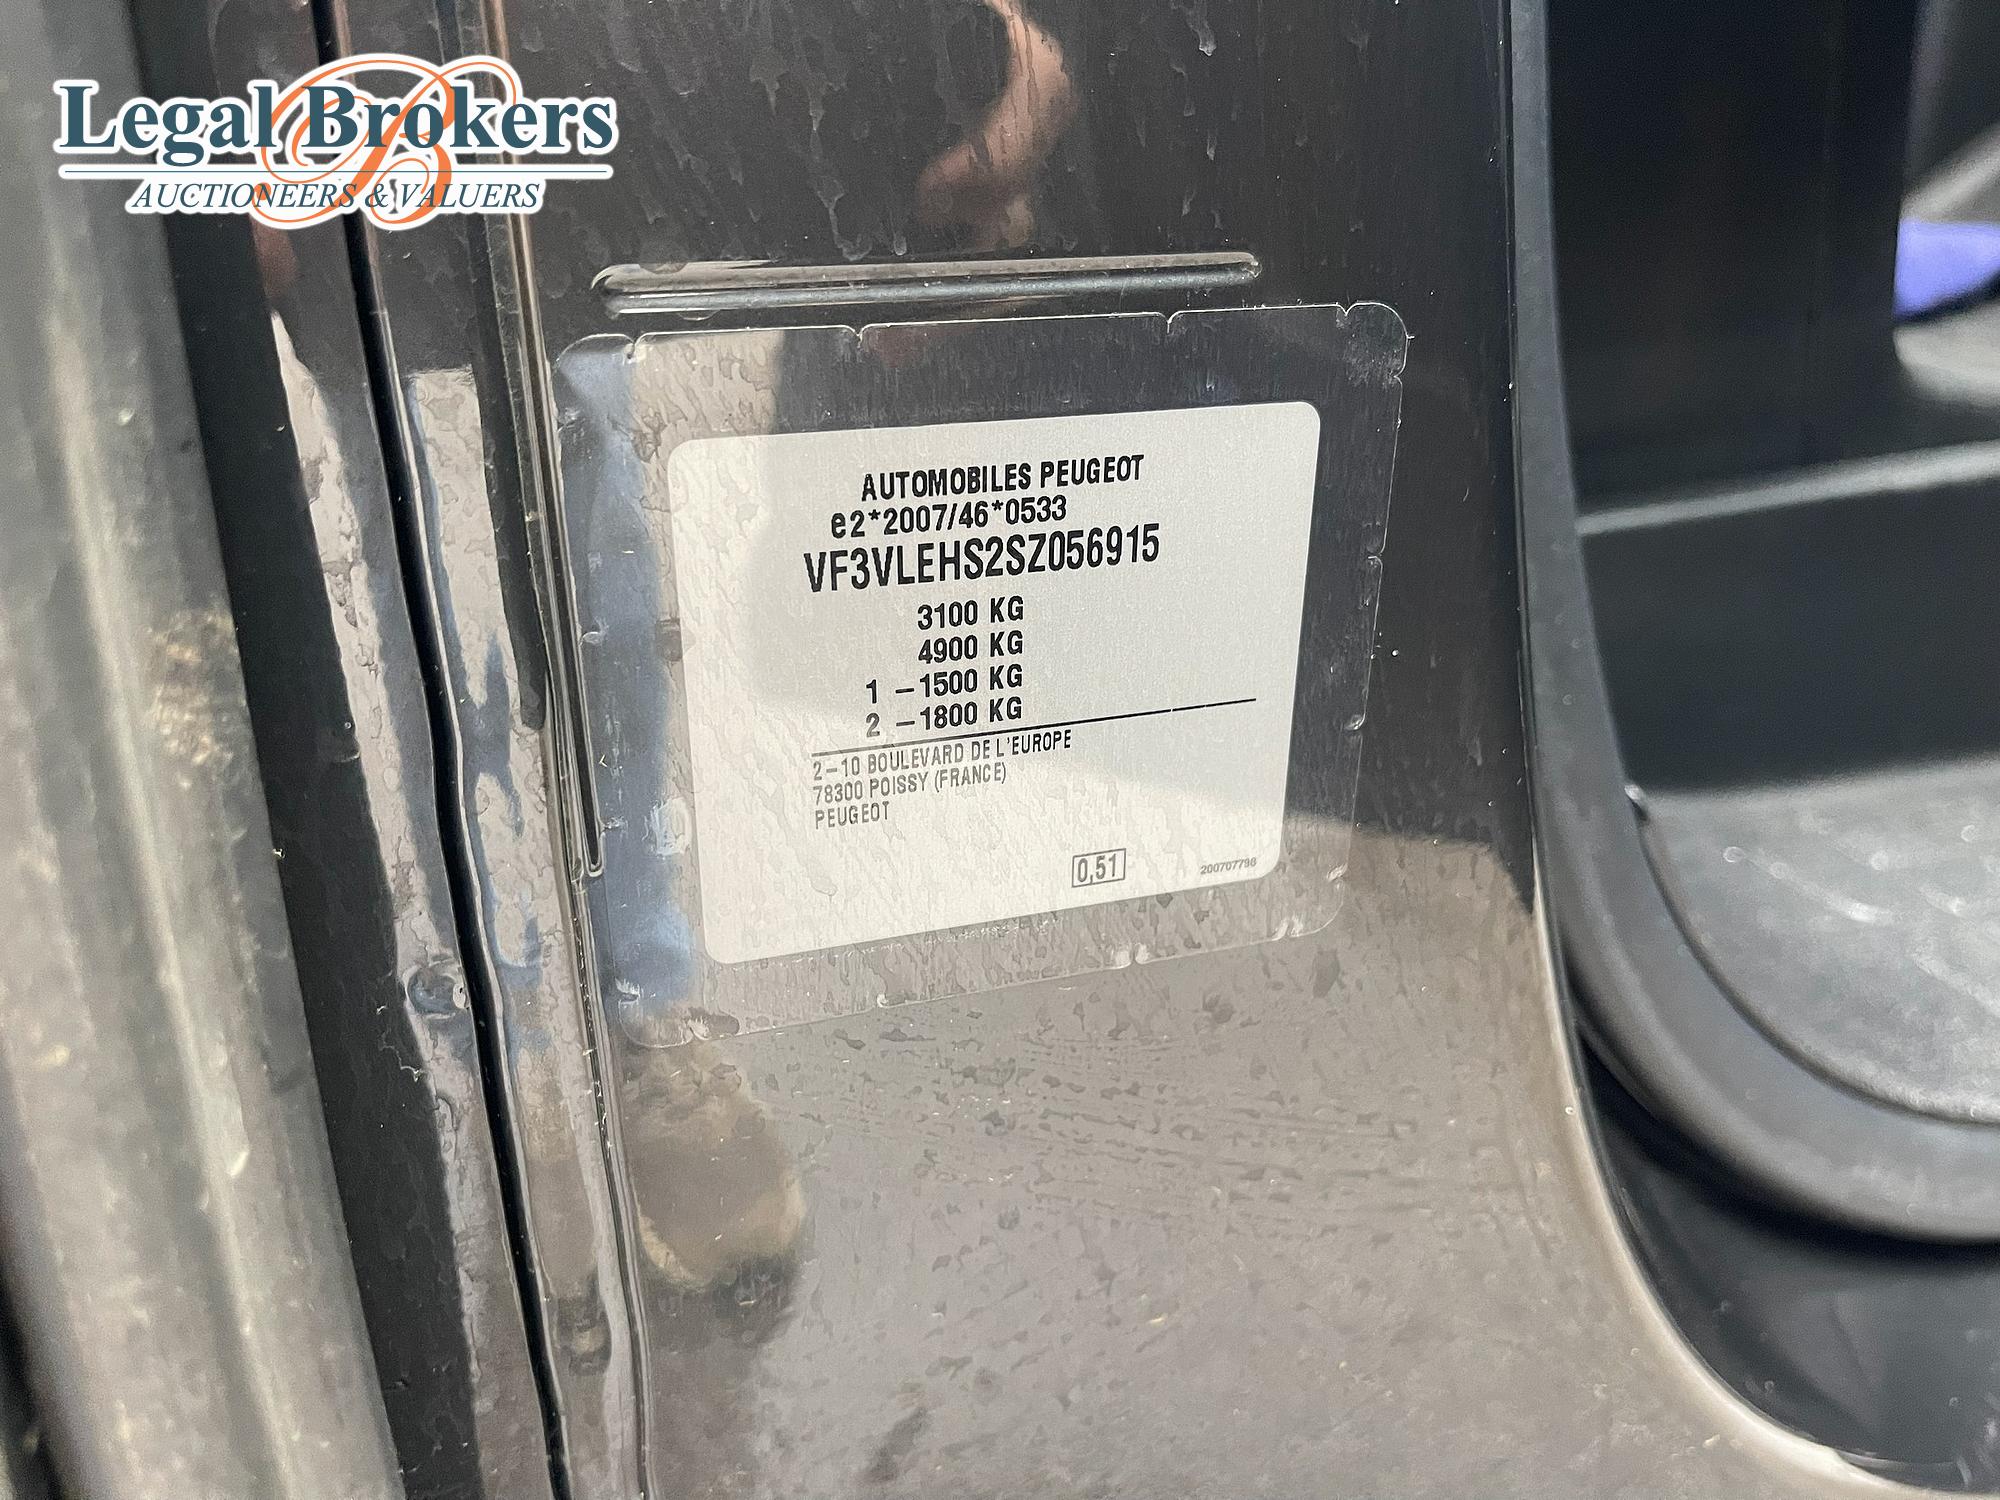 Legal Brokers
AUCTIONEERS & VALUERS
AUTOMOBILES PEUGEOT
e2*2007/46*0533
VF3VLEHS2SZ056915
3100 KG
4900 KG
1 -1500 KG
2 -1800 KG
2-10 BOULEVARD DE L'EUROPE
78300 POISSY (FRANCE)
PEUGEOT
0,51
200707798